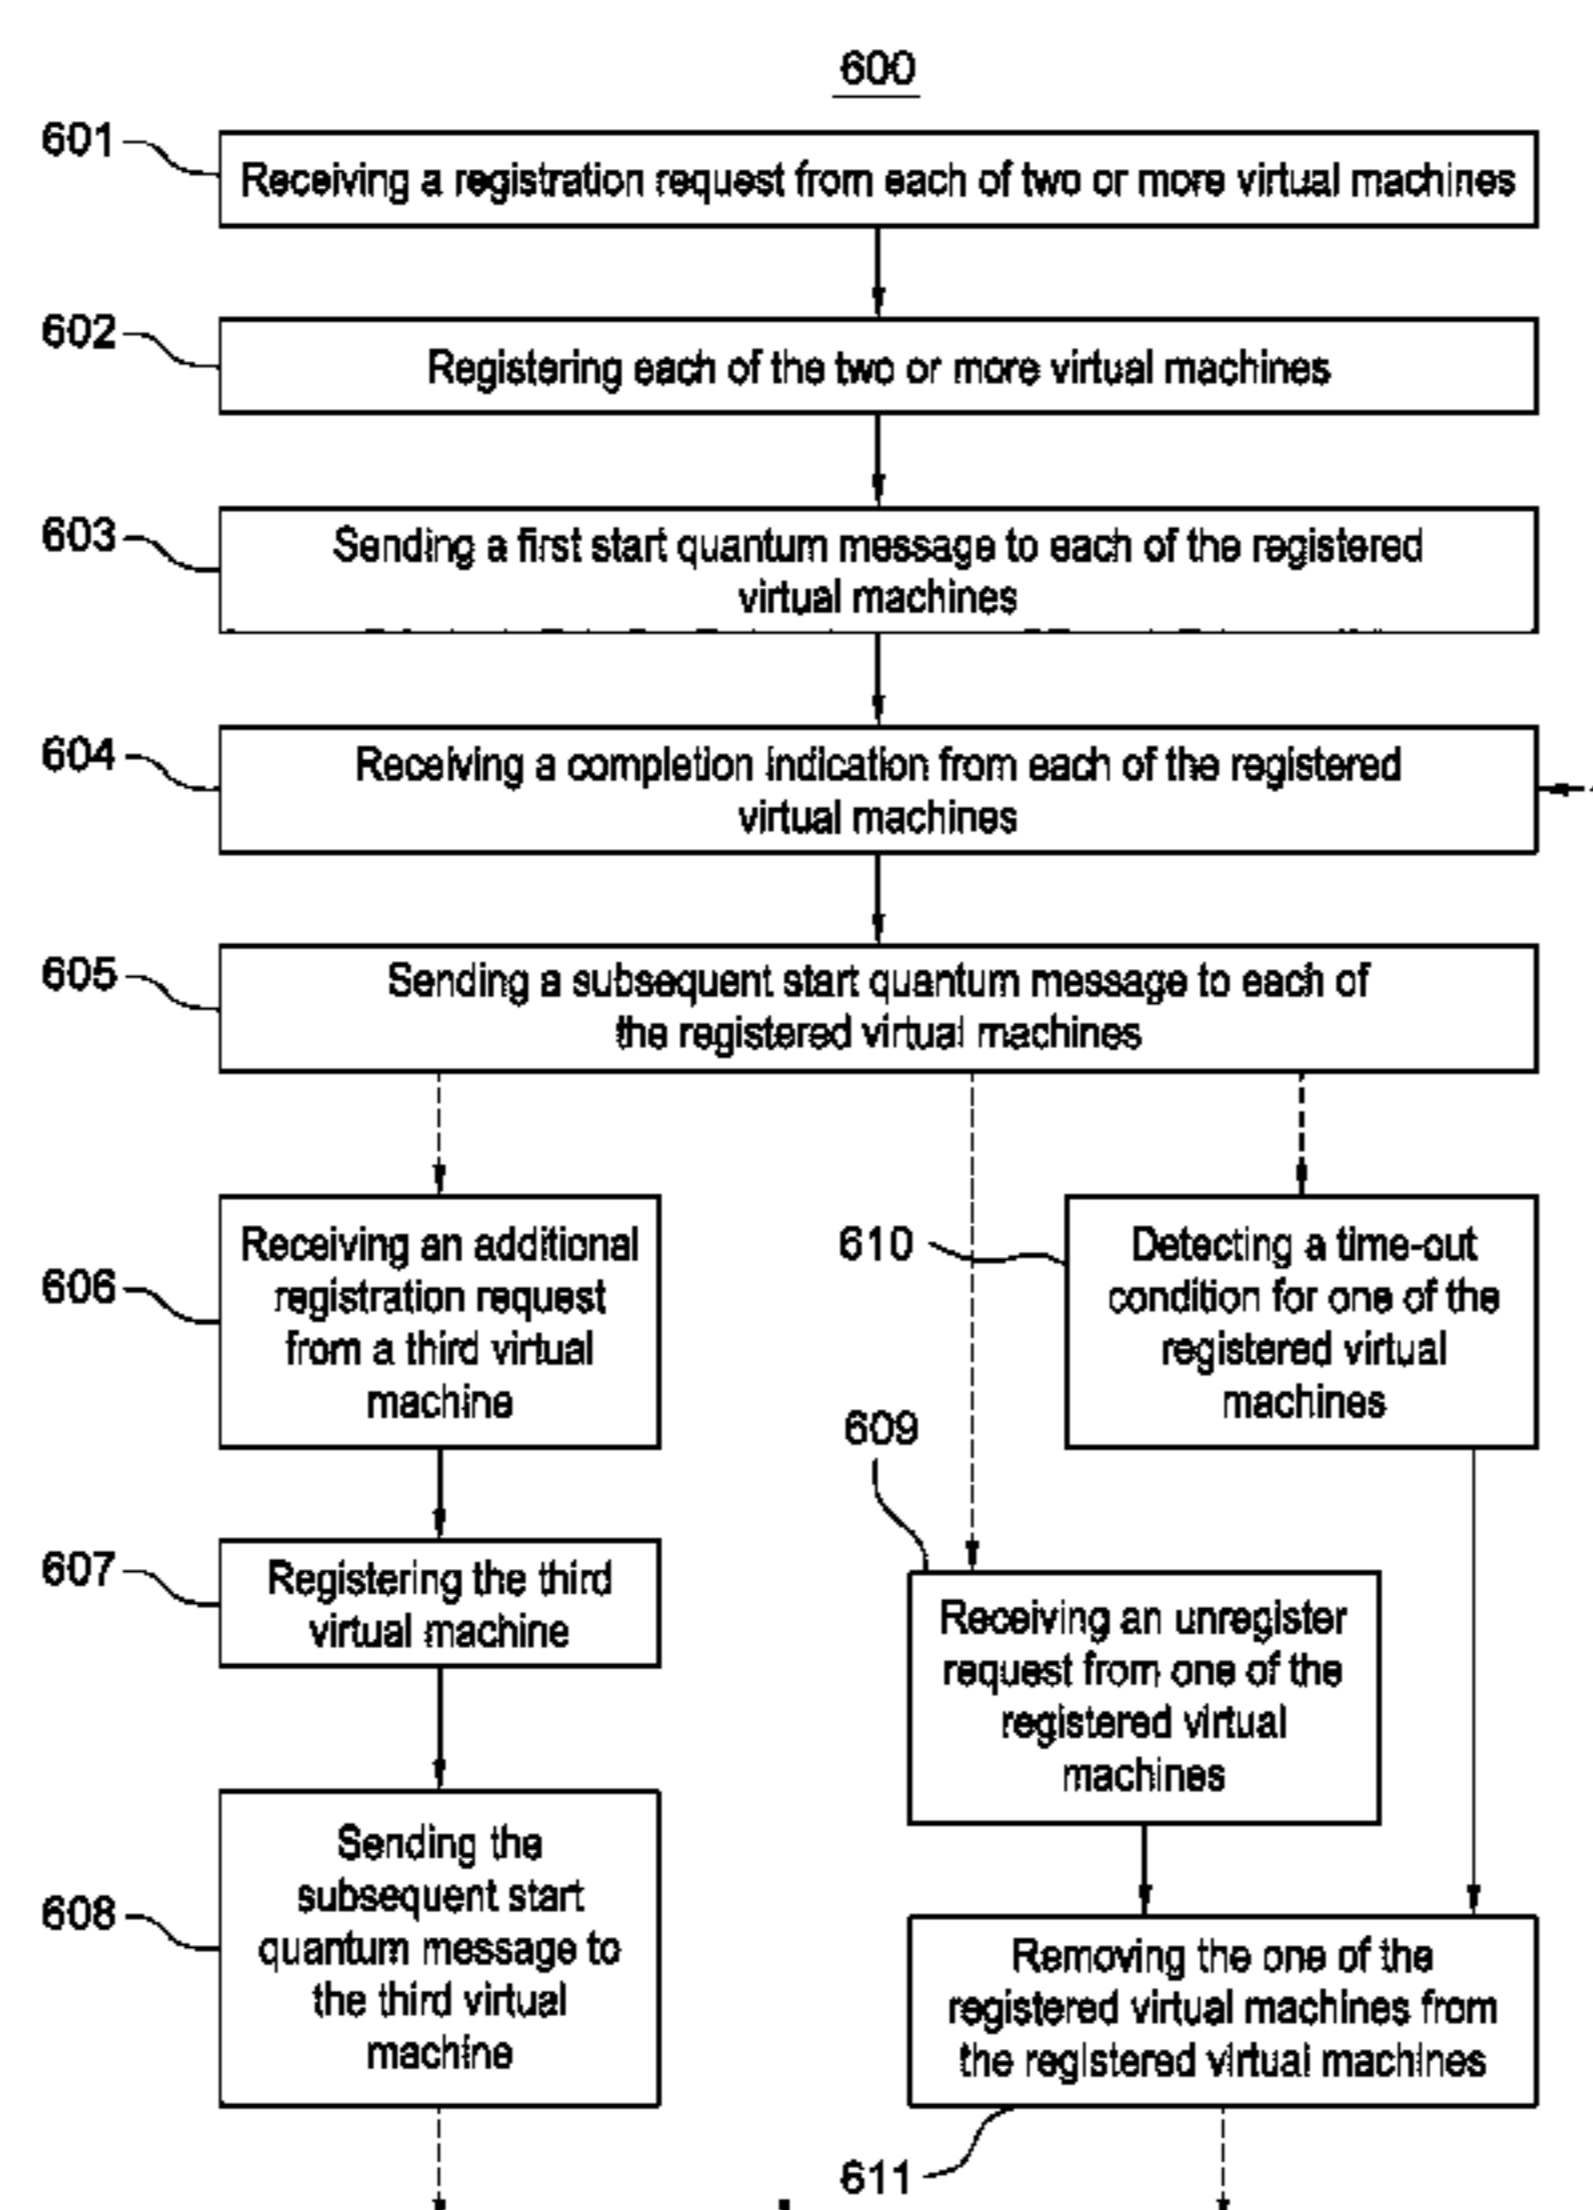 600
601
Receiving a registration request from each of two or more virtual machines
602
Registering each of the two or more virtual machines
603
Sending a first start quantum message to each of the registered
virtual machines
604
Receiving a completion indication from each of the registered
virtual machines
605
Sending a subsequent start quantum message to each of
the registered virtual machines
606
Receiving an additional
registration request
from a third virtual
machine
610
Detecting a time-out
condition for one of the
registered virtual
machines
607
Registering the third
virtual machine
609
Receiving an unregister
request from one of the
registered virtual
machines
608
Sending the
subsequent start
quantum message to
the third virtual
machine
Removing the one of the
registered virtual machines from
the registered virtual machines
611